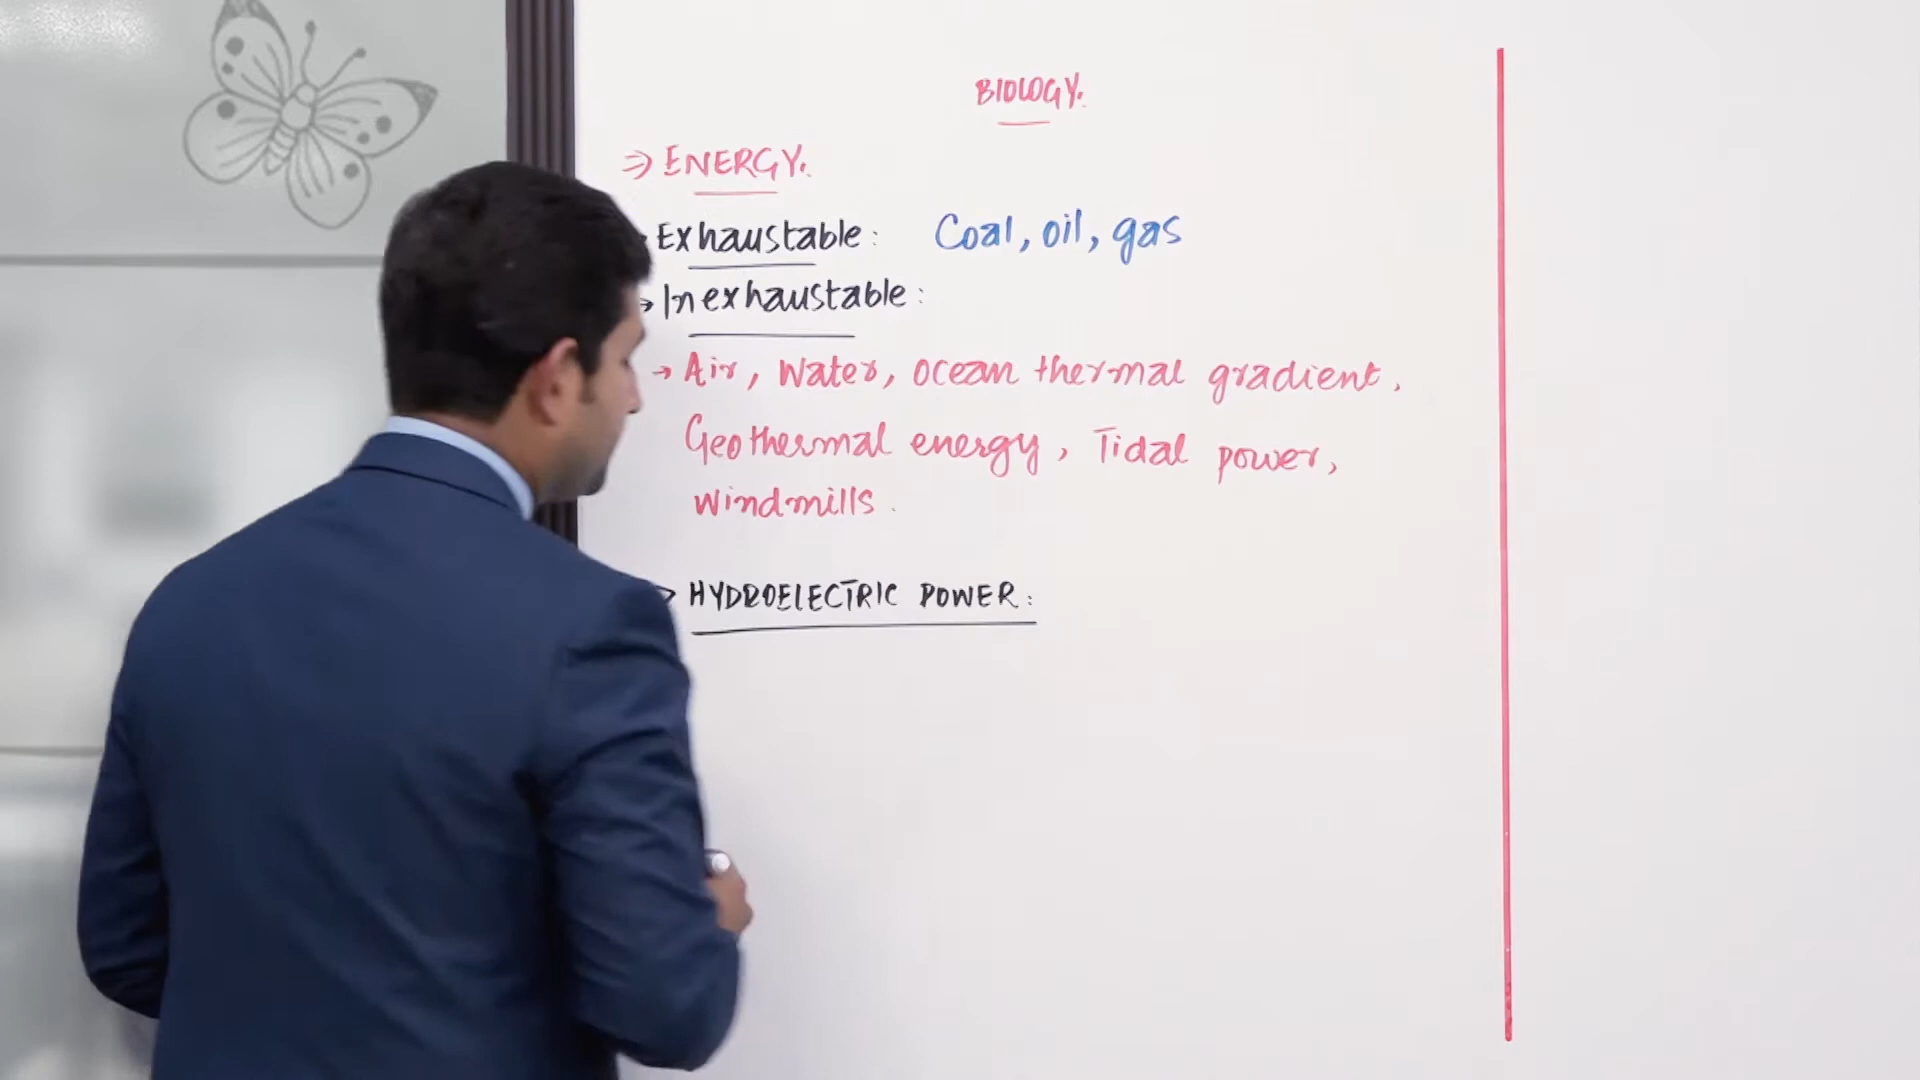 BIOLOGY.
⇒ ENERGY.
Exhaustable: Coal, oil, gas
→ Inexhaustable:
→ Air, Water, ocean thermal gradient,
Geothermal energy, Tidal power,
Windmills.
HYDROELECTRIC POWER: